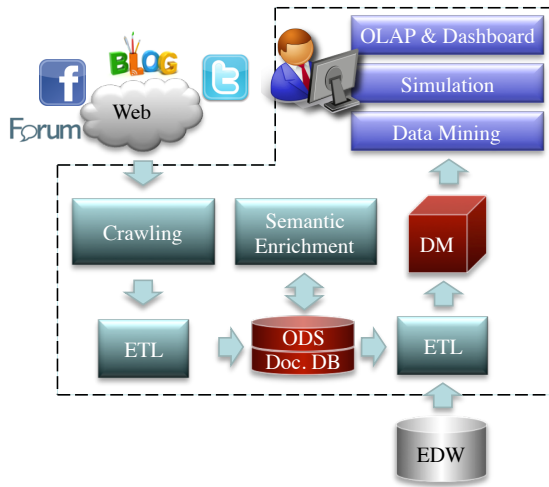 BLOG
OLAP & Dashboard
f
t
Simulation
Web
Forum
Data Mining
Crawling
Semantic
Enrichment
DM
ETL
ODS
Doc. DB
ETL
EDW